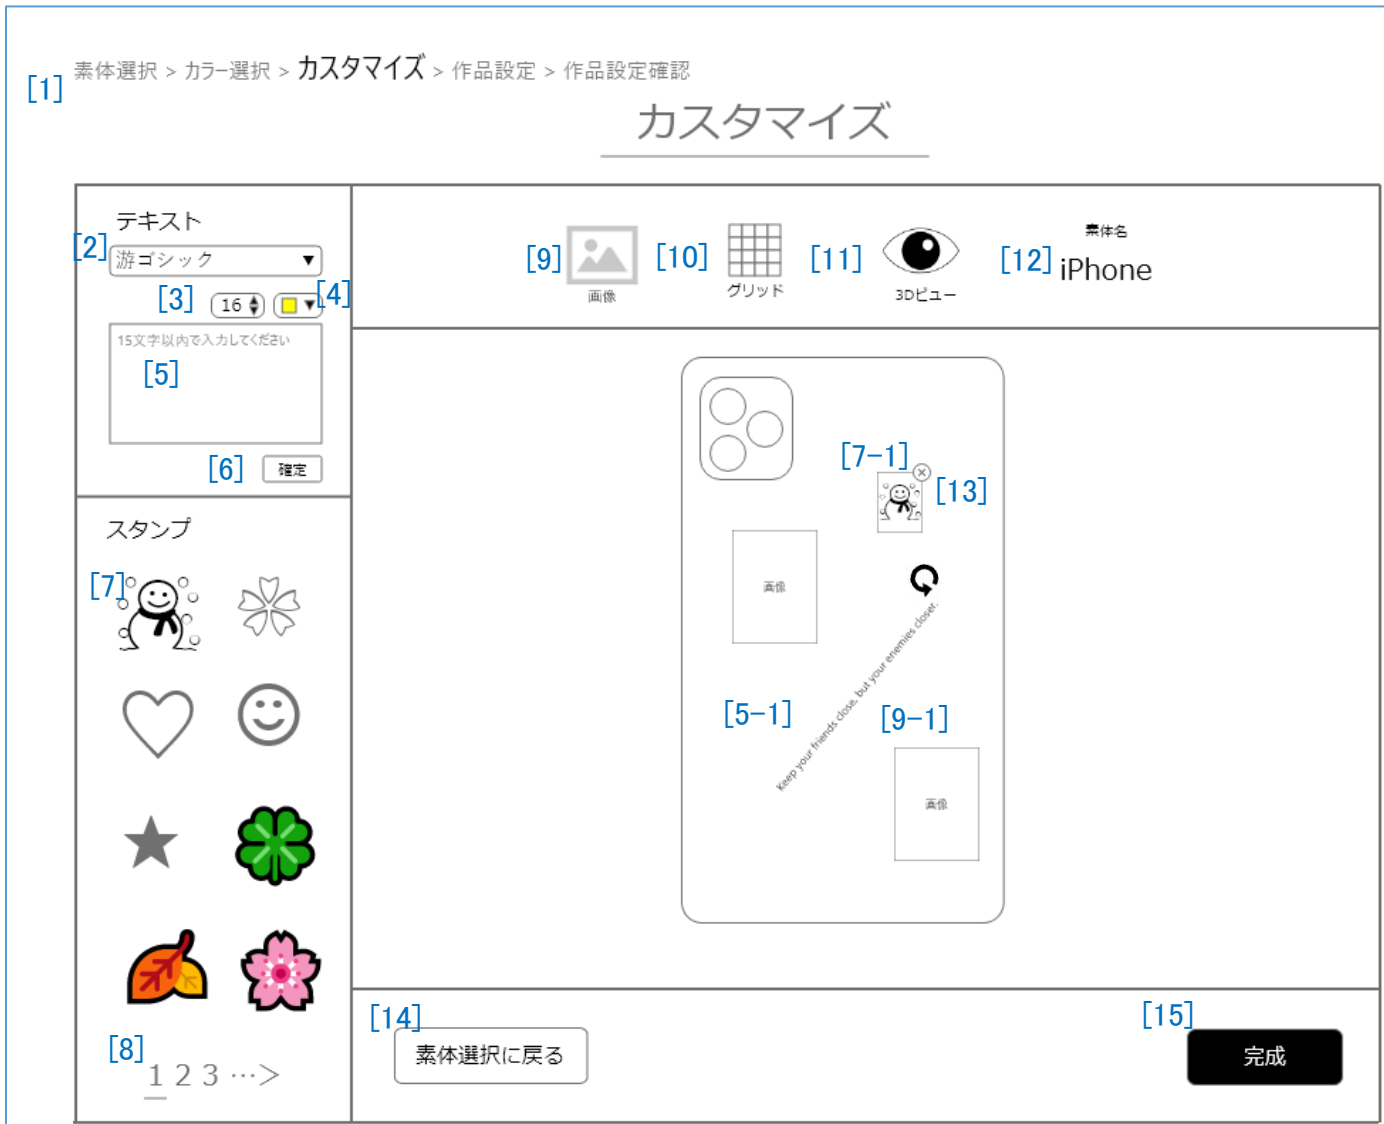 素体選択 > カラー選択 > カスタマイズ > 作品設定 > 作品設定確認
[1]
カスタマイズ
テキスト
[2]
游ゴシック ▼
[3] 16 [4] ▼
15文字以内で入力してください
[5]
[6] 確定
スタンプ
[7]
[8]
1 2 3 …>
[9] 画像
[10] グリッド
[11] 3Dビュー
[12] 素体名
iPhone
[7-1]
[13]
画像
Keep your friends close, but your enemies closer.
[5-1]
[9-1]
画像
[14]
素体選択に戻る
[15]
完成